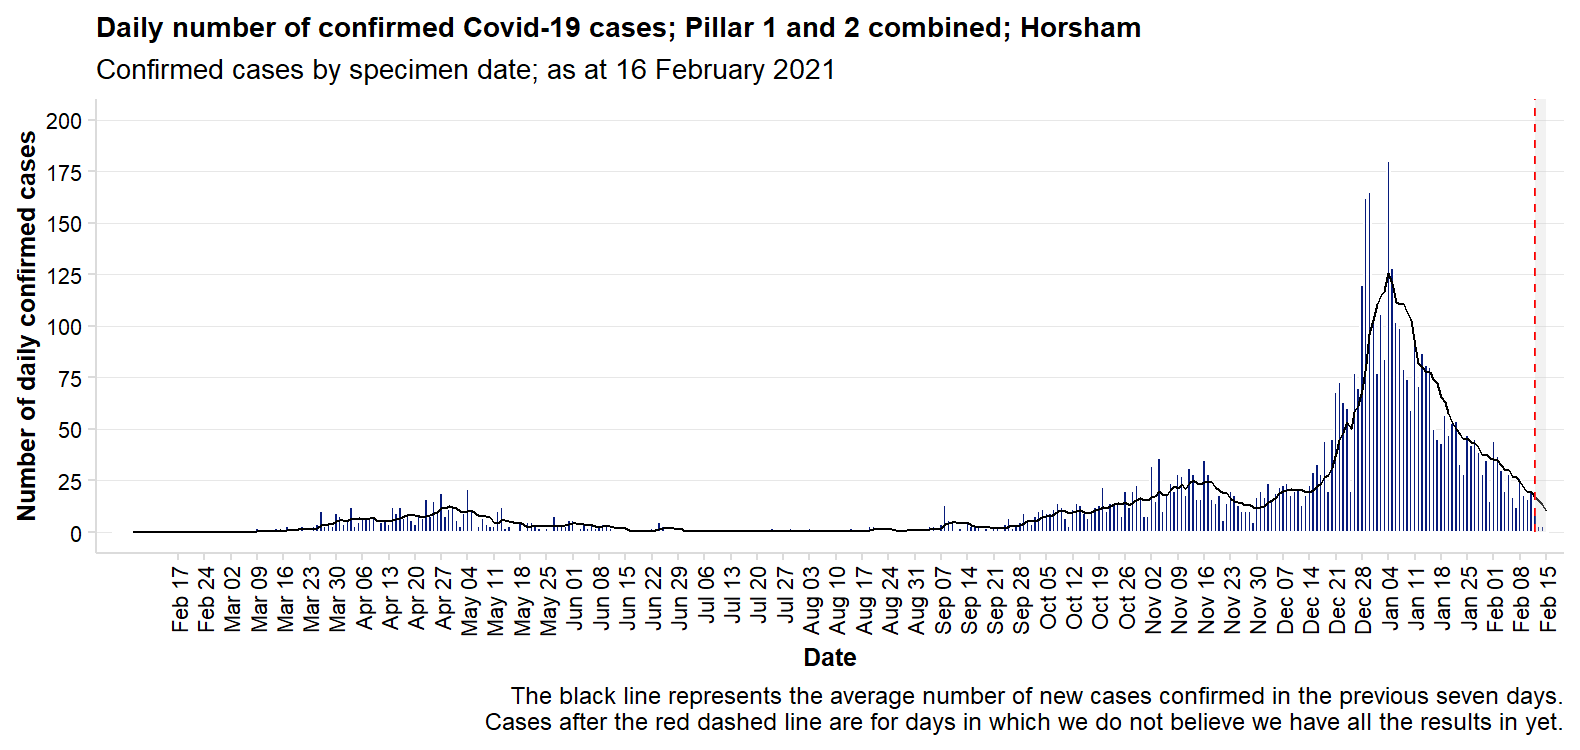 Daily number of confirmed Covid-19 cases; Pillar 1 and 2 combined; Horsham
Confirmed cases by specimen date; as at 16 February 2021
Number of daily confirmed cases
200
175
150
125
100
75
50
25
0
Feb 17
Feb 24
Mar 02
Mar 09
Mar 16
Mar 23
Mar 30
Apr 06
Apr 13
Apr 20
Apr 27
May 04
May 11
May 18
May 25
Jun 01
Jun 08
Jun 15
Jun 22
Jun 29
Jul 06
Jul 13
Jul 20
Jul 27
Aug 03
Aug 10
Aug 17
Aug 24
Aug 31
Sep 07
Sep 14
Sep 21
Sep 28
Oct 05
Oct 12
Oct 19
Oct 26
Nov 02
Nov 09
Nov 16
Nov 23
Nov 30
Dec 07
Dec 14
Dec 21
Dec 28
Jan 04
Jan 11
Jan 18
Jan 25
Feb 01
Feb 08
Feb 15
Date
The black line represents the average number of new cases confirmed in the previous seven days.
Cases after the red dashed line are for days in which we do not believe we have all the results in yet.